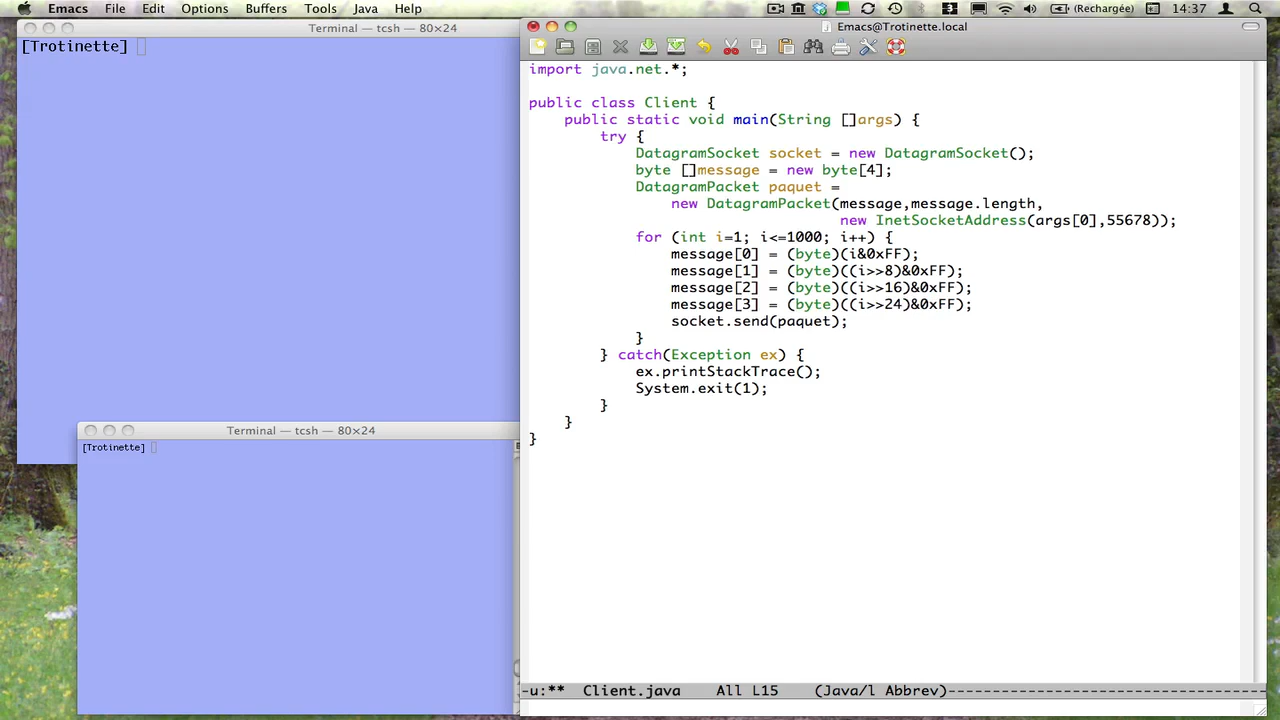 Emacs File Edit Options Buffers Tools Java Help (Rechargée) 14:37
Terminal — tcsh — 80×24
[Trotinette]
Terminal — tcsh — 80×24
[Trotinette]
Emacs@Trotinette.local
import java.net.*;
public class Client {
public static void main(String []args) {
try {
DatagramSocket socket = new DatagramSocket();
byte []message = new byte[4];
DatagramPacket paquet =
new DatagramPacket(message,message.length,
new InetSocketAddress(args[0],55678));
for (int i=1; i<=1000; i++) {
message[0] = (byte)(i&0xFF);
message[1] = (byte)((i>>8)&0xFF);
message[2] = (byte)((i>>16)&0xFF);
message[3] = (byte)((i>>24)&0xFF);
socket.send(paquet);
}
} catch(Exception ex) {
ex.printStackTrace();
System.exit(1);
}
}
}
-u:** Client.java All L15 (Java/l Abbrev)